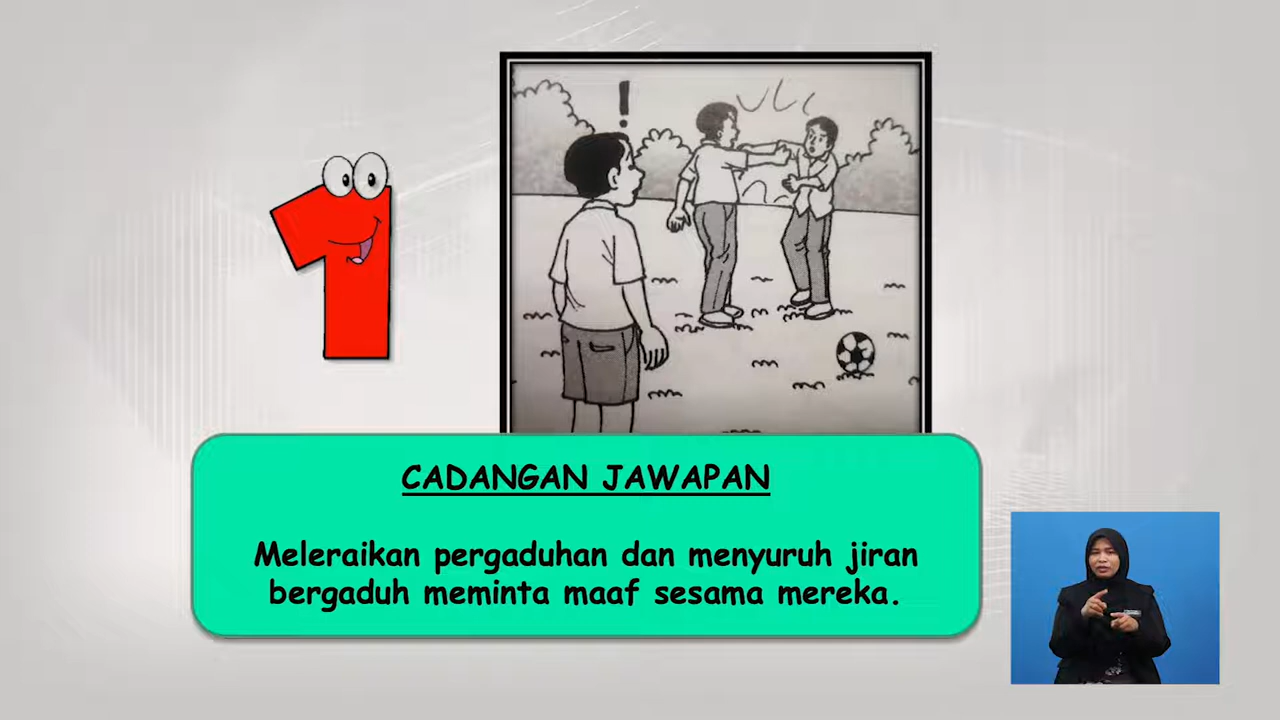 1
!
CADANGAN JAWAPAN
Meleraikan pergaduhan dan menyuruh jiran
bergaduh meminta maaf sesama mereka.